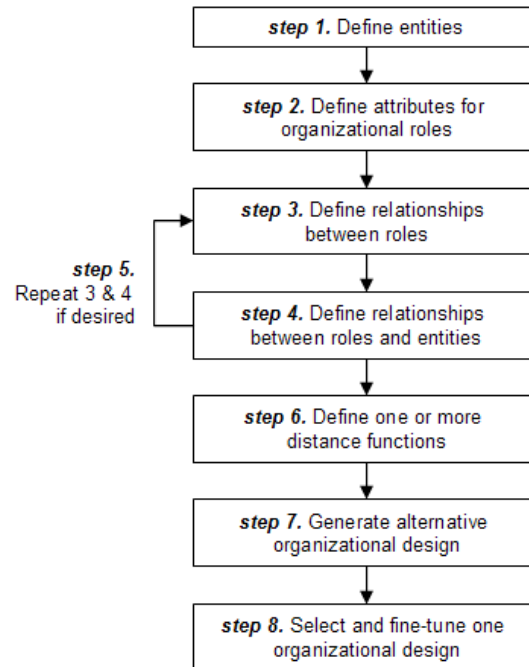 step 1. Define entities
step 2. Define attributes for
organizational roles
step 3. Define relationships
between roles
step 5.
Repeat 3 & 4
if desired
step 4. Define relationships
between roles and entities
step 6. Define one or more
distance functions
step 7. Generate alternative
organizational design
step 8. Select and fine-tune one
organizational design